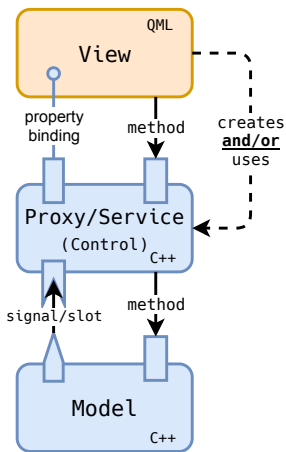 QML
View
property
binding
method
creates
and/or
uses
Proxy/Service
(Control)
C++
signal/slot
method
Model
C++